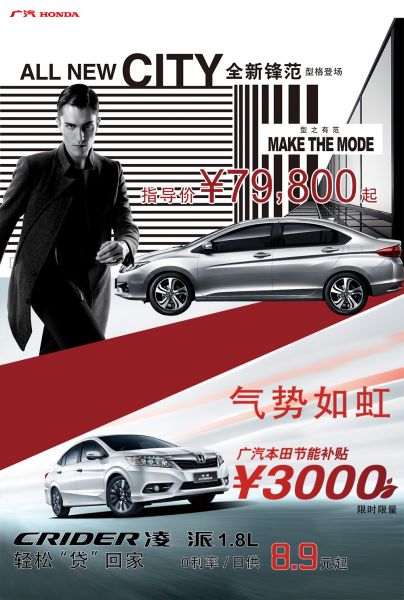 广汽 HONDA
ALL NEW CITY 全新锋范 型格登场
型之有范
MAKE THE MODE
指导价¥79,800起
气势如虹
广汽本田节能补贴
¥3000
限时限量
CRIDER 凌 派 1.8L
轻松“贷”回家 0利率/日供 8.9元起